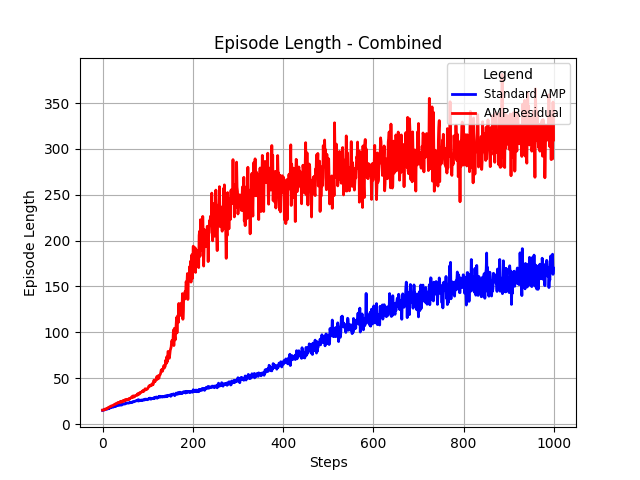 Episode Length - Combined
Legend
Standard AMP
AMP Residual
350
300
250
200
150
100
50
0
Episode Length
0 200 400 600 800 1000
Steps